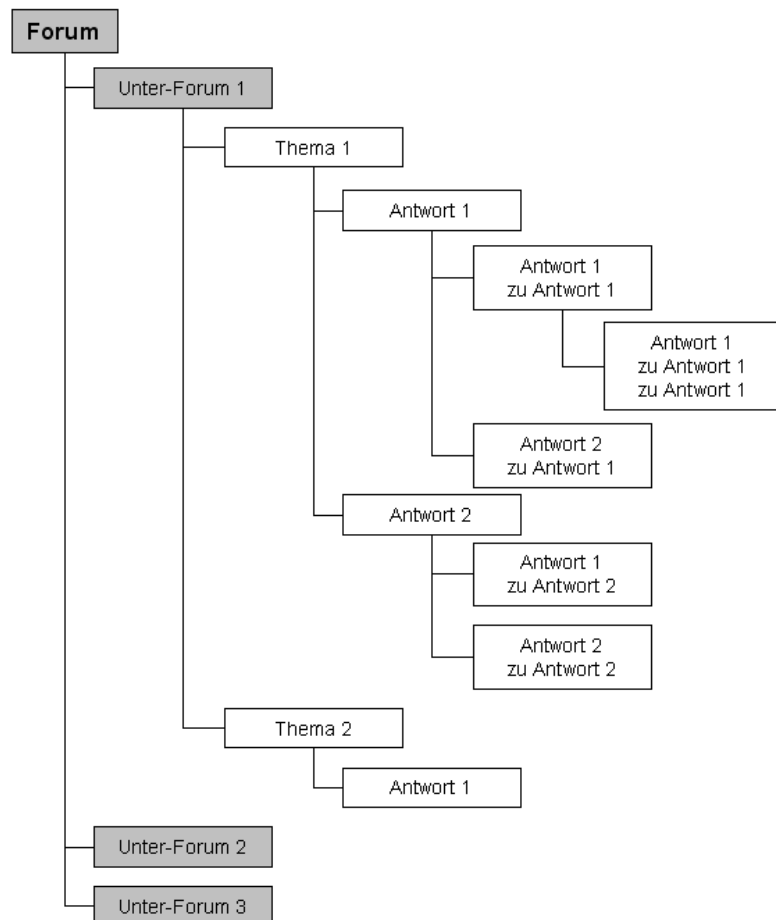 Forum
Unter-Forum 1
Thema 1
Antwort 1
Antwort 1
zu Antwort 1
Antwort 1
zu Antwort 1
zu Antwort 1
Antwort 2
zu Antwort 1
Antwort 2
Antwort 1
zu Antwort 2
Antwort 2
zu Antwort 2
Thema 2
Antwort 1
Unter-Forum 2
Unter-Forum 3